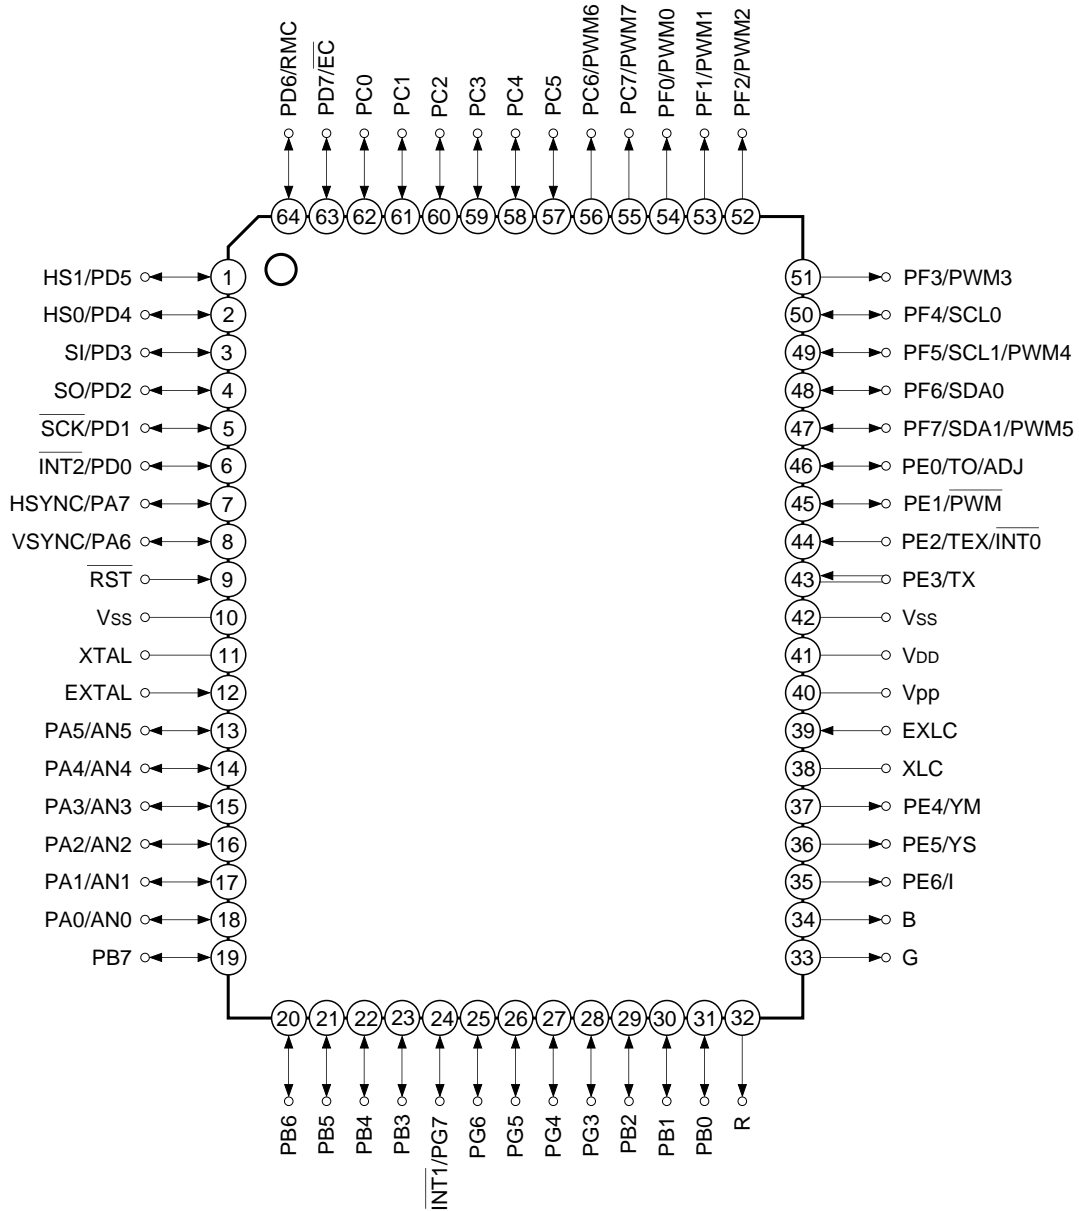 PD6/RMC
PD7/EC
PC0
PC1
PC2
PC3
PC4
PC5
PC6/PWM6
PC7/PWM7
PF0/PWM0
PF1/PWM1
PF2/PWM2
64 63 62 61 60 59 58 57 56 55 54 53 52
HS1/PD5 1
51 PF3/PWM3
HS0/PD4 2
50 PF4/SCL0
SI/PD3 3
49 PF5/SCL1/PWM4
SO/PD2 4
48 PF6/SDA0
SCK/PD1 5
47 PF7/SDA1/PWM5
INT2/PD0 6
46 PE0/TO/ADJ
HSYNC/PA7 7
45 PE1/PWM
VSYNC/PA6 8
44 PE2/TEX/INT0
RST 9
43 PE3/TX
Vss 10
42 Vss
XTAL 11
41 VDD
EXTAL 12
40 Vpp
PA5/AN5 13
39 EXLC
PA4/AN4 14
38 XLC
PA3/AN3 15
37 PE4/YM
PA2/AN2 16
36 PE5/YS
PA1/AN1 17
35 PE6/I
PA0/AN0 18
34 B
PB7 19
33 G
20 21 22 23 24 25 26 27 28 29 30 31 32
PB6
PB5
PB4
PB3
INT1/PG7
PG6
PG5
PG4
PG3
PB2
PB1
PB0
R